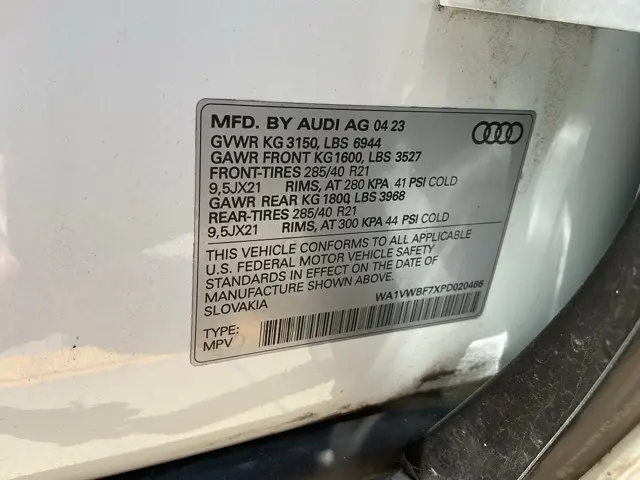 MFD. BY AUDI AG 04 23
GVWR KG 3150, LBS 6944
GAWR FRONT KG 1600, LBS 3527
FRONT-TIRES 285/40 R21
9,5JX21 RIMS, AT 280 KPA 41 PSI COLD
GAWR REAR KG 1800, LBS 3968
REAR-TIRES 285/40 R21
9,5JX21 RIMS, AT 300 KPA 44 PSI COLD
THIS VEHICLE CONFORMS TO ALL APPLICABLE
U.S. FEDERAL MOTOR VEHICLE SAFETY
STANDARDS IN EFFECT ON THE DATE OF
MANUFACTURE SHOWN ABOVE.
SLOVAKIA
WA1VWBF7XPD020466
TYPE:
MPV